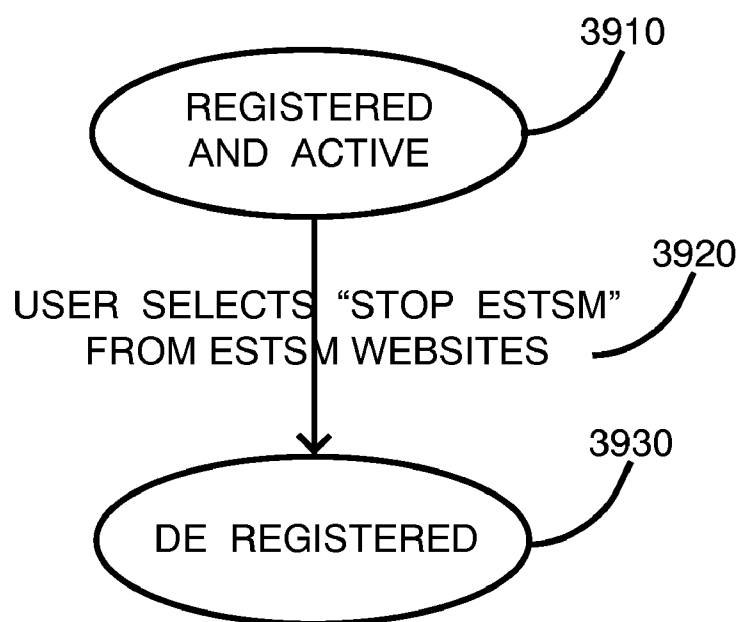 3910
REGISTERED
AND ACTIVE
3920
USER SELECTS “STOP ESTSM”
FROM ESTSM WEBSITES
3930
DE REGISTERED